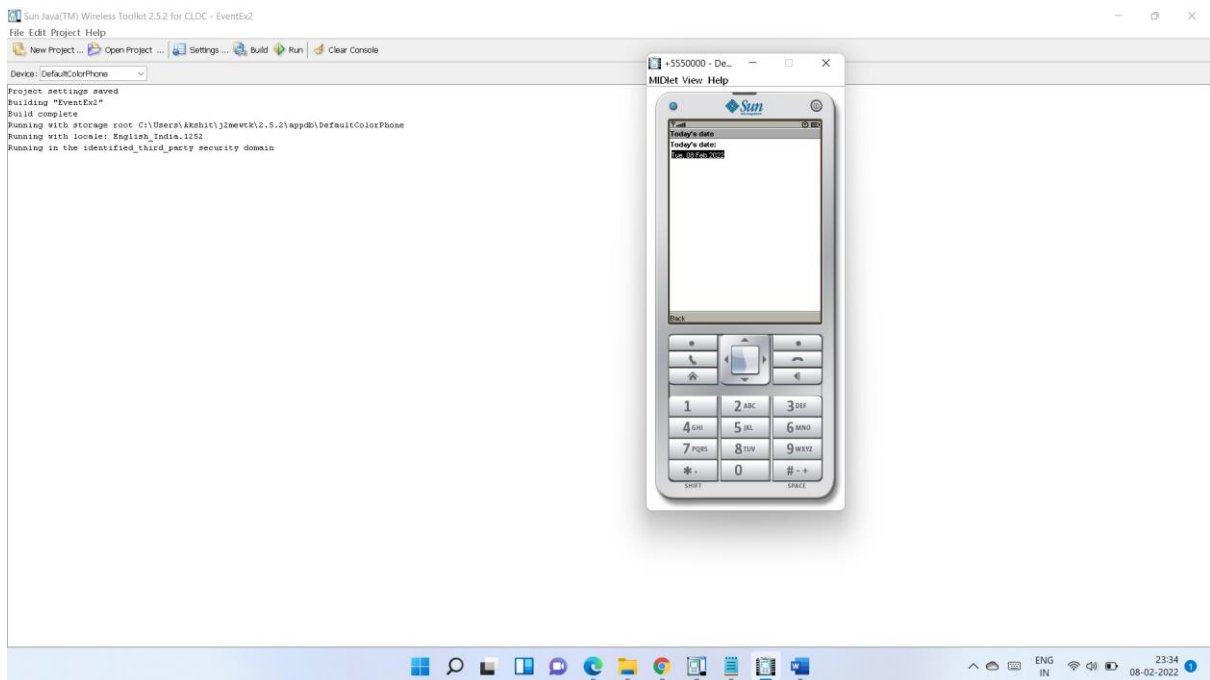 Sun Java(TM) Wireless Toolkit 2.5.2 for CLDC - EventEx2
File Edit Project Help
New Project ... Open Project ... Settings ... Build Run Clear Console
Device: DefaultColorPhone
Project settings saved
Building "EventEx2"
Build complete
Running with storage root C:\Users\Akshit\j2mewtk\2.5.2\appdb\DefaultColorPhone
Running with locale: English_India.1252
Running in the identified_third_party security domain
+5550000 - De...
MIDlet View Help
Sun
Today's date
Today's date:
Tue, 08 Feb 2022
Back
1 2 ABC 3 DEF
4 GHI 5 JKL 6 MNO
7 PQRS 8 TUV 9 WXYZ
* . 0 # - +
SHIFT SPACE
ENG
IN
23:34
08-02-2022
1